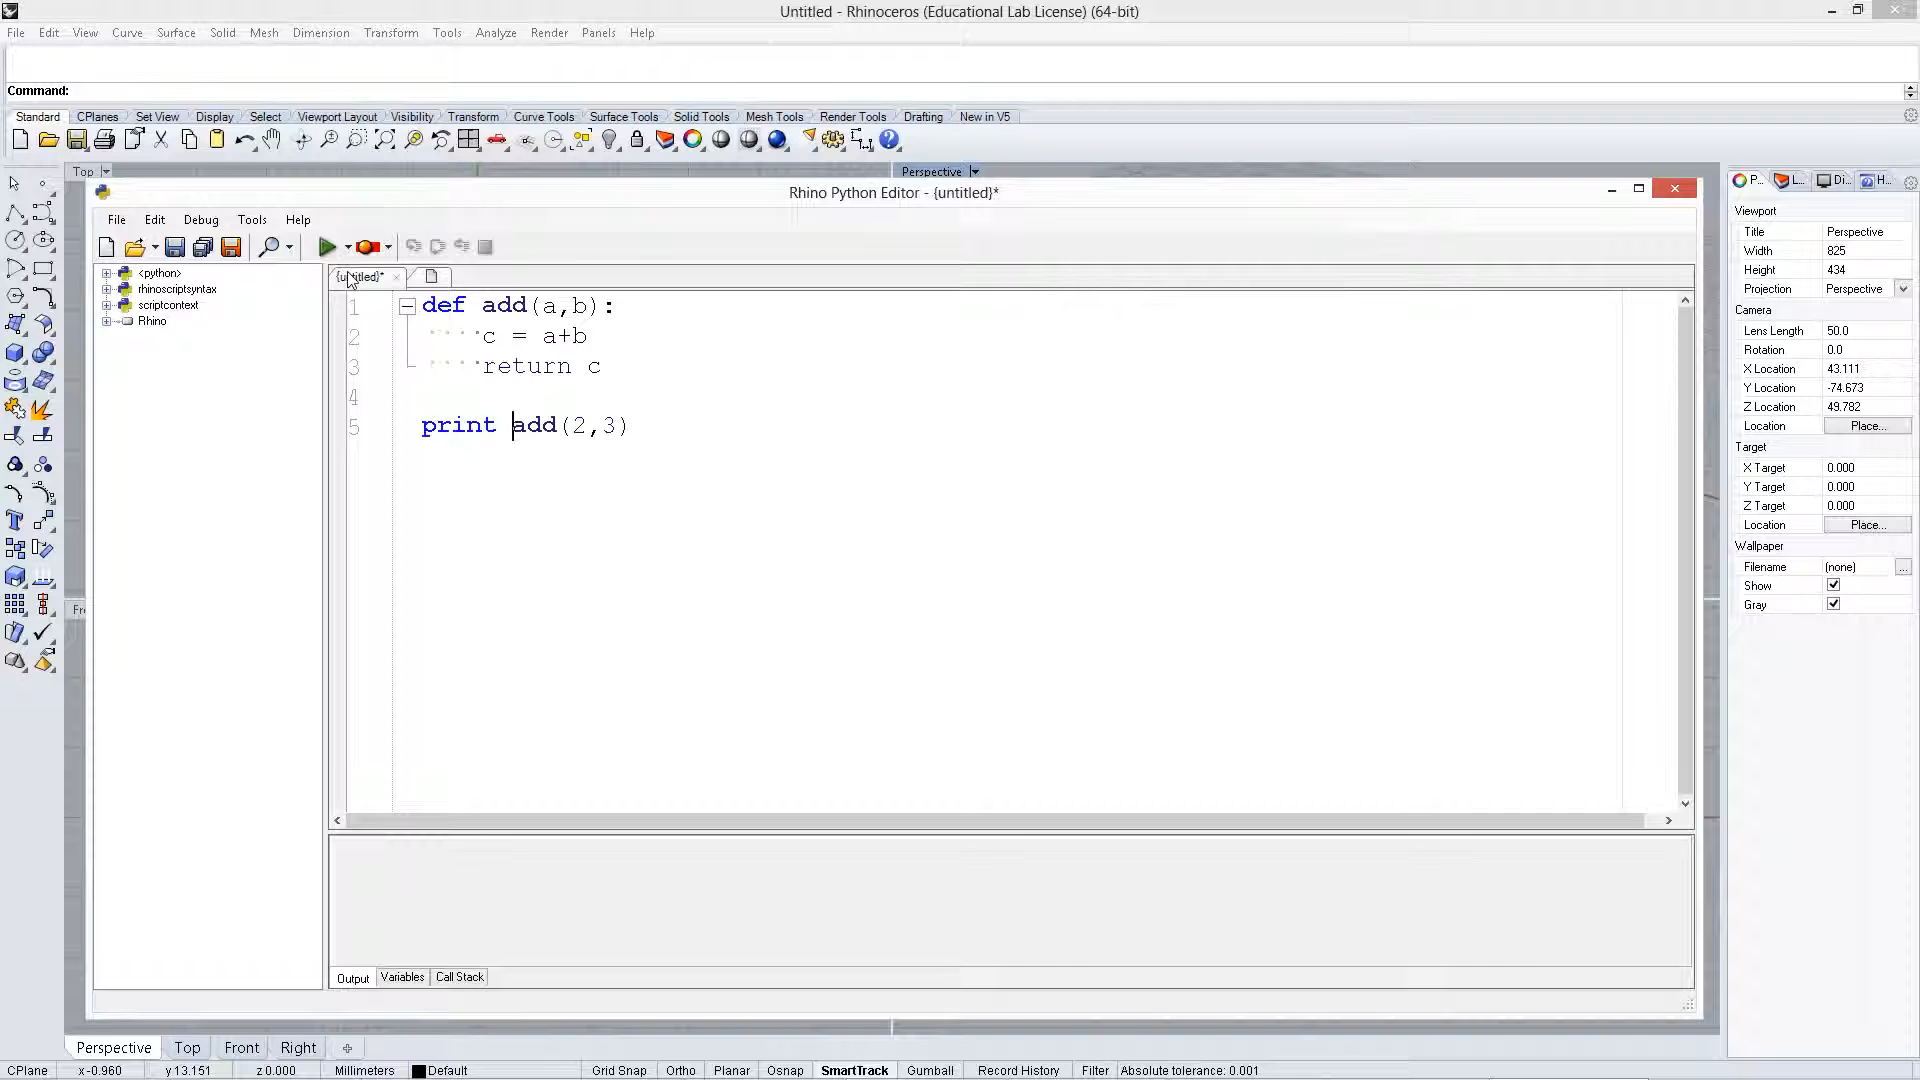 Untitled - Rhinoceros (Educational Lab License) (64-bit)
File Edit View Curve Surface Solid Mesh Dimension Transform Tools Analyze Render Panels Help
Command:
Standard CPlanes Set View Display Select Viewport Layout Visibility Transform Curve Tools Surface Tools Solid Tools Mesh Tools Render Tools Drafting New in V5
Top Perspective
P... L... Di... H...
Rhino Python Editor - {untitled}*
File Edit Debug Tools Help
<python>
rhinoscriptsyntax
scriptcontext
Rhino
{untitled}*
1 def add(a,b):
2 c = a+b
3 return c
4
5 print add(2,3)
Output Variables Call Stack
Viewport
Title Perspective
Width 825
Height 434
Projection Perspective
Camera
Lens Length 50.0
Rotation 0.0
X Location 43.111
Y Location -74.673
Z Location 49.782
Location Place...
Target
X Target 0.000
Y Target 0.000
Z Target 0.000
Location Place...
Wallpaper
Filename (none) ...
Show
Gray
Fr
Perspective Top Front Right
CPlane x -0.960 y 13.151 z 0.000 Millimeters Default Grid Snap Ortho Planar Osnap SmartTrack Gumball Record History Filter Absolute tolerance: 0.001